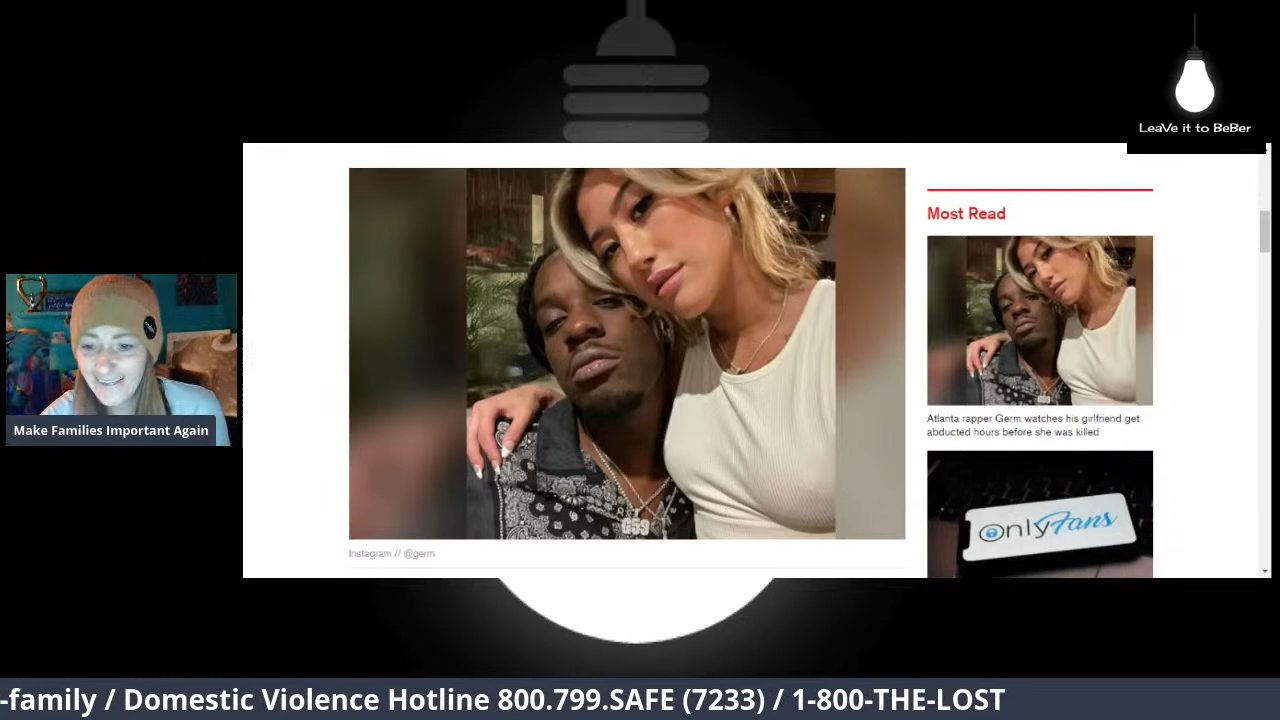 LeaVe it to BeBer
Most Read
Atlanta rapper Germ watches his girlfriend get
abducted hours before she was killed
OnlyFans
G59
Instagram // @germ
Make Families Important Again
-family / Domestic Violence Hotline 800.799.SAFE (7233) / 1-800-THE-LOST